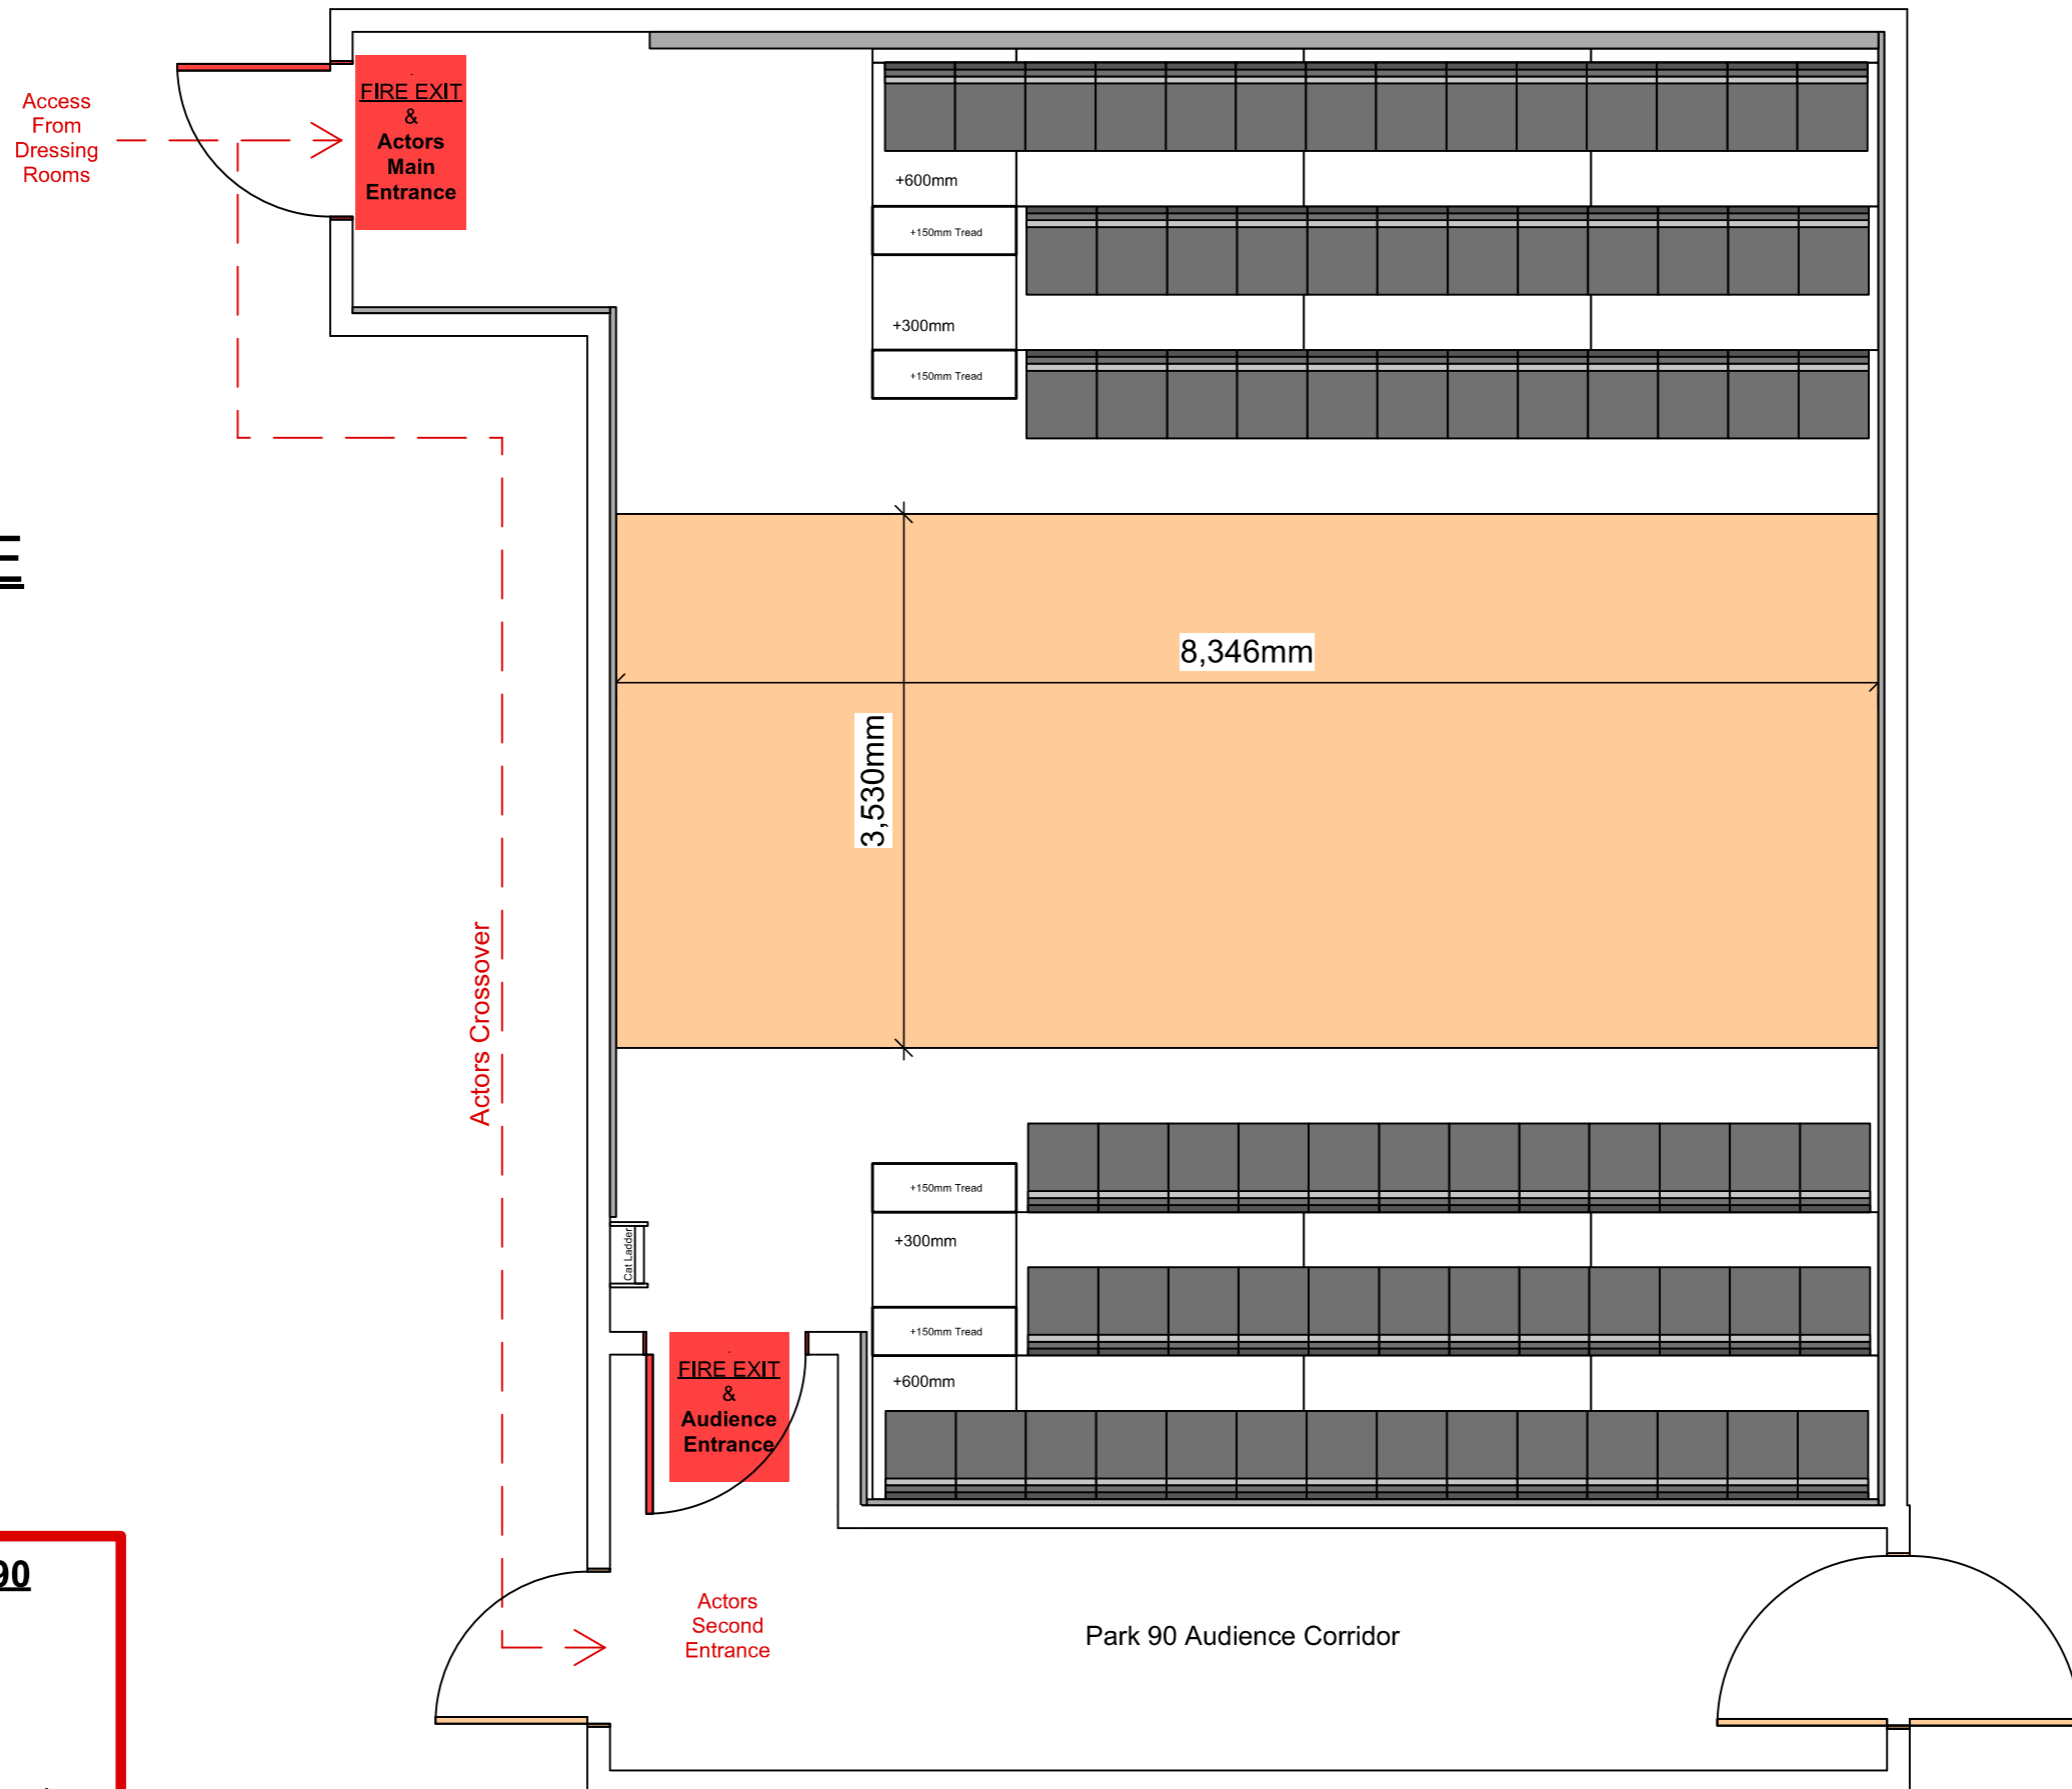 FIRE EXIT
&
Actors
Main
Entrance
Access
From
Dressing
Rooms
+600mm
+150mm Tread
+300mm
+150mm Tread
E
8,346mm
3,530mm
Actors Crossover
+150mm Tread
+300mm
Cat Ladder
+150mm Tread
FIRE EXIT
&
Audience
Entrance
+600mm
90
Actors
Second
Entrance
Park 90 Audience Corridor